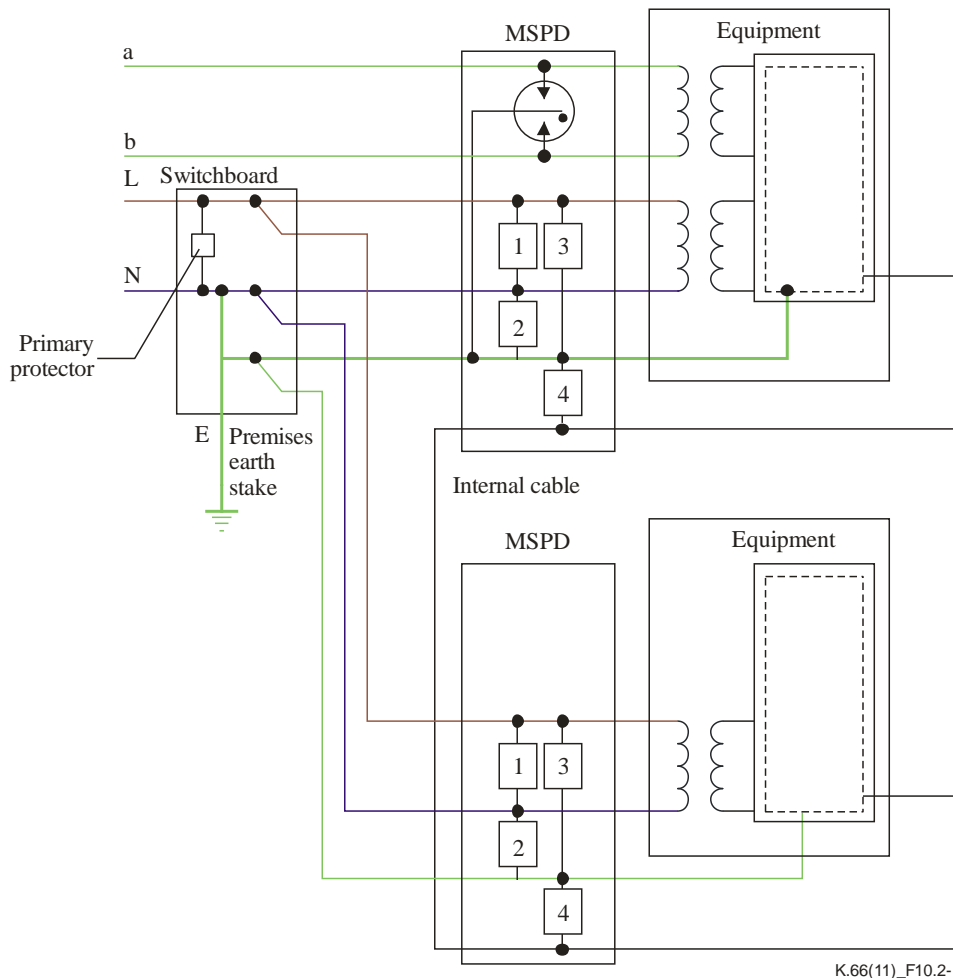 a
MSPD
Equipment
b
Switchboard
L
1
3
N
2
Primary
protector
4
E
Premises
earth
stake
Internal cable
MSPD
Equipment
1
3
2
4
K.66(11)_F10.2-